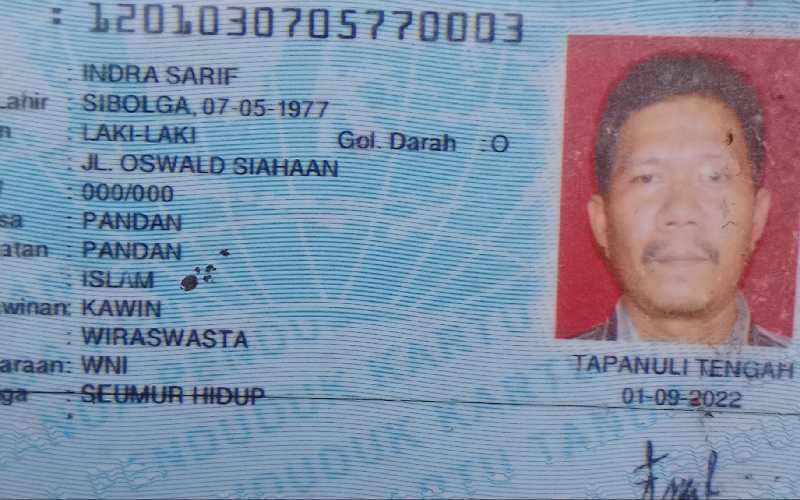 : 1201030705770003
: INDRA SARIF
Lahir : SIBOLGA, 07-05-1977
: LAKI-LAKI Gol. Darah : O
: JL. OSWALD SIAHAAN
: 000/000
sa : PANDAN
atan : PANDAN
: ISLAM
winan: KAWIN
: WIRASWASTA
araan: WNI
ga : SEUMUR HIDUP
TAPANULI TENGAH
01-09-2022